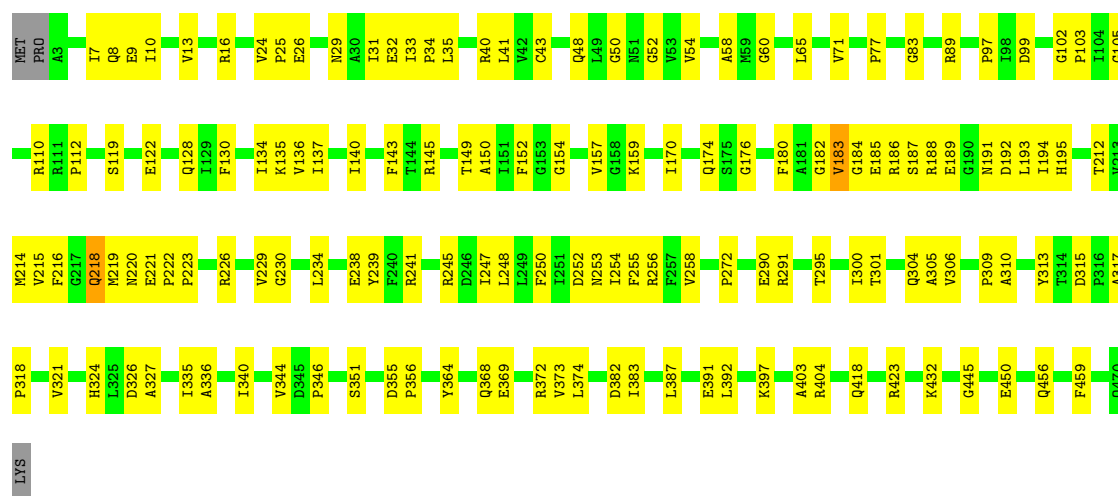 MET PRO A3 I7 Q8 E9 I10 V13 R16 V24 P25 E26 N29 A30 I31 E32 I33 P34 L35 R40 L41 V42 C43 Q48 L49 G50 N51 G52 V53 V54 A58 M59 G60 L65 V71 P77 G83 R89 P97 I98 D99 G102 P103 I104 G105
R110 R111 P112 S119 E122 Q128 I129 F130 I134 K135 V136 I137 I140 F143 T144 R145 T149 A150 I151 F152 G153 G154 V157 G158 K159 I170 Q174 S175 G176 F180 A181 G182 V183 G184 E185 R186 S187 R188 E189 G190 N191 D192 L193 I194 H195 T212 V213
M214 V215 F216 G217 Q218 M219 N220 E221 P222 P223 R226 V229 G230 L234 E238 Y239 F240 R241 R245 D246 I247 L248 L249 F250 I251 D252 N253 I254 F255 R256 F257 V258 P272 E290 R291 T295 I300 T301 Q304 A305 V306 P309 A310 Y313 T314 D315 P316 A317
P318 V321 H324 L325 D326 A327 I335 A336 I340 V344 D345 P346 S351 D355 P356 Y364 Q368 E369 R372 V373 L374 D382 I383 L387 E391 L392 K397 A403 R404 Q418 R423 K432 G445 E450 Q456 F459
LYS